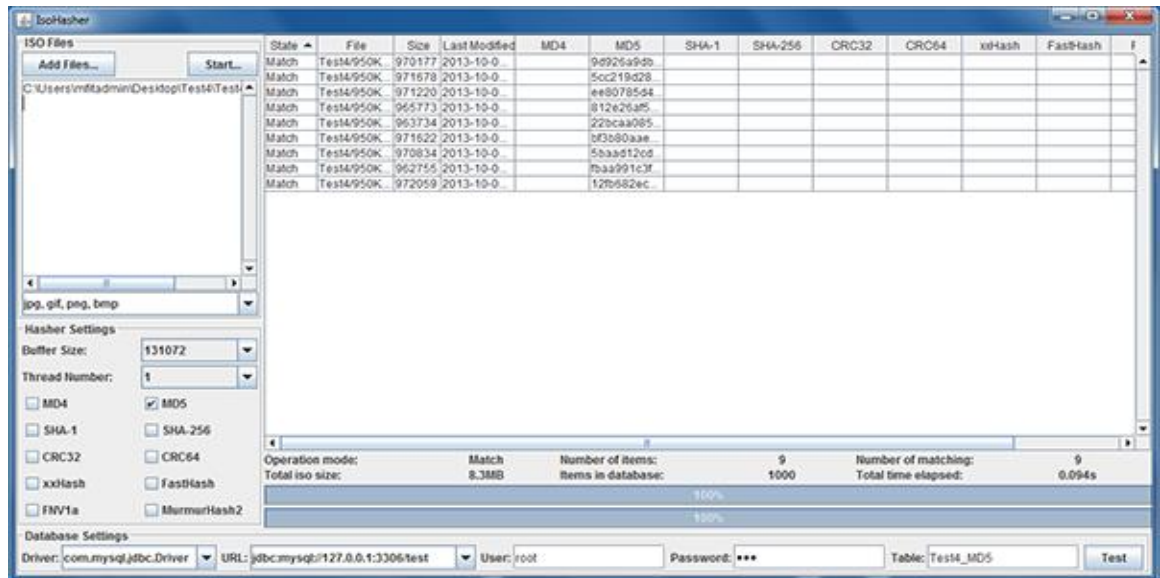 IsoHasher
ISO Files
Add Files...
Start...
C:\Users\mfitadmin\Desktop\Test4\Test4
jpg, gif, png, bmp
Hasher Settings
Buffer Size: 131072
Thread Number: 1
MD4 MD5
SHA-1 SHA-256
CRC32 CRC64
xxHash FastHash
FNV1a MurmurHash2
State File Size Last Modified MD4 MD5 SHA-1 SHA-256 CRC32 CRC64 xxHash FastHash F
Match Test4/950K... 970177 2013-10-0... 9d926a9db...
Match Test4/950K... 971678 2013-10-0... 5cc219d28...
Match Test4/950K... 971220 2013-10-0... ee80785d4...
Match Test4/950K... 965773 2013-10-0... 812e26af5...
Match Test4/950K... 963734 2013-10-0... 22bcaa085...
Match Test4/950K... 971622 2013-10-0... bf3b80aae...
Match Test4/950K... 970834 2013-10-0... 5baad12cd...
Match Test4/950K... 962755 2013-10-0... fbaa991c3f...
Match Test4/950K... 972059 2013-10-0... 12fb682ec...
Operation mode: Match Number of items: 9 Number of matching: 9
Total iso size: 8.3MB Items in database: 1000 Total time elapsed: 0.094s
100%
100%
Database Settings
Driver: com.mysql.jdbc.Driver URL: jdbc:mysql://127.0.0.1:3306/test User: root Password: ●●● Table: Test4_MD5 Test